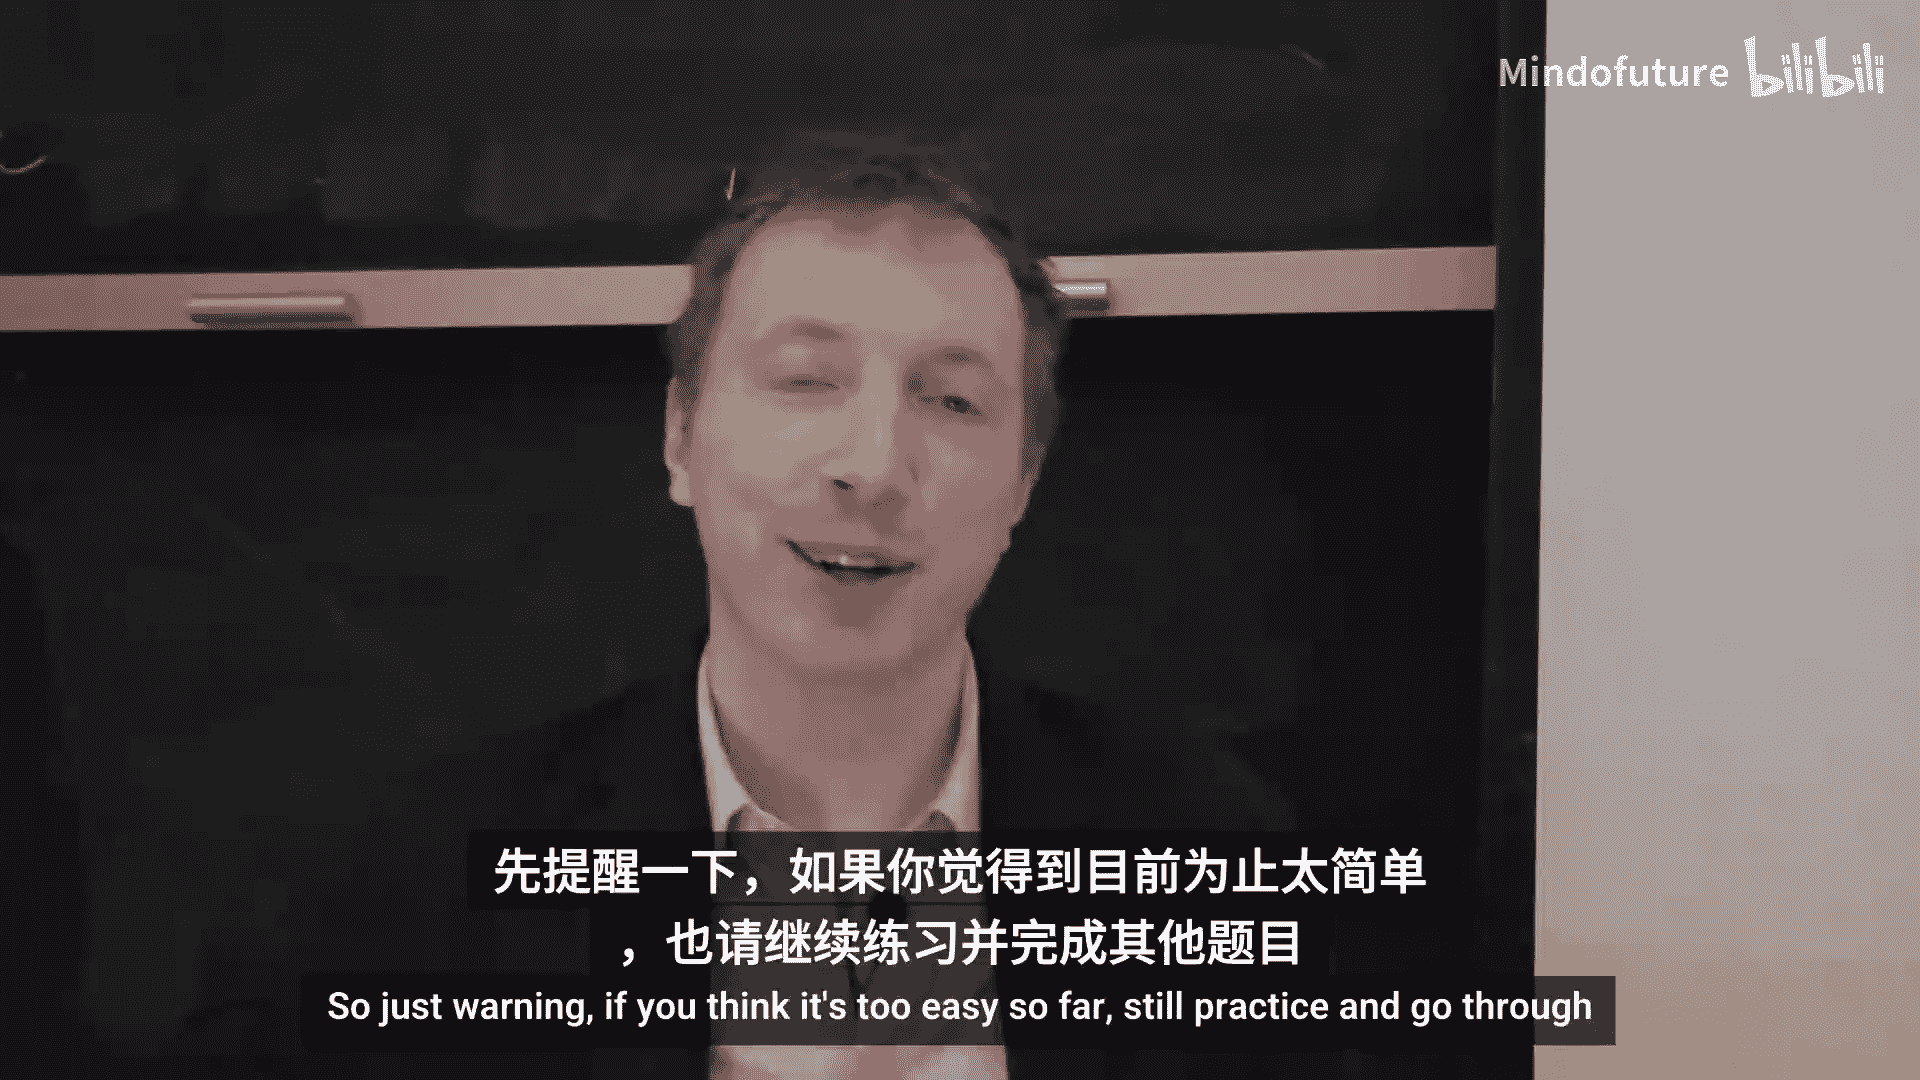 Mindofuture bilibili
先提醒一下，如果你觉得到目前为止太简单
，也请继续练习并完成其他题目
So just warning, if you think it's too easy so far, still practice and go through